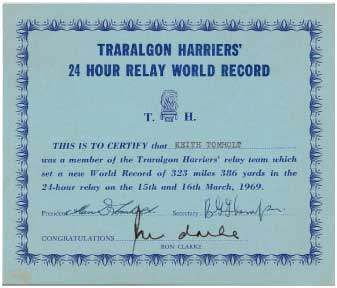 TRARALGON HARRIERS'
24 HOUR RELAY WORLD RECORD
T. H.
THIS IS TO CERTIFY that KEITH TOMHOLT
was a member of the Traralgon Harriers' relay team which
set a new World Record of 323 miles 386 yards in the
24-hour relay on the 15th and 16th March, 1969.
President Secretary
CONGRATULATIONS
RON CLARKE